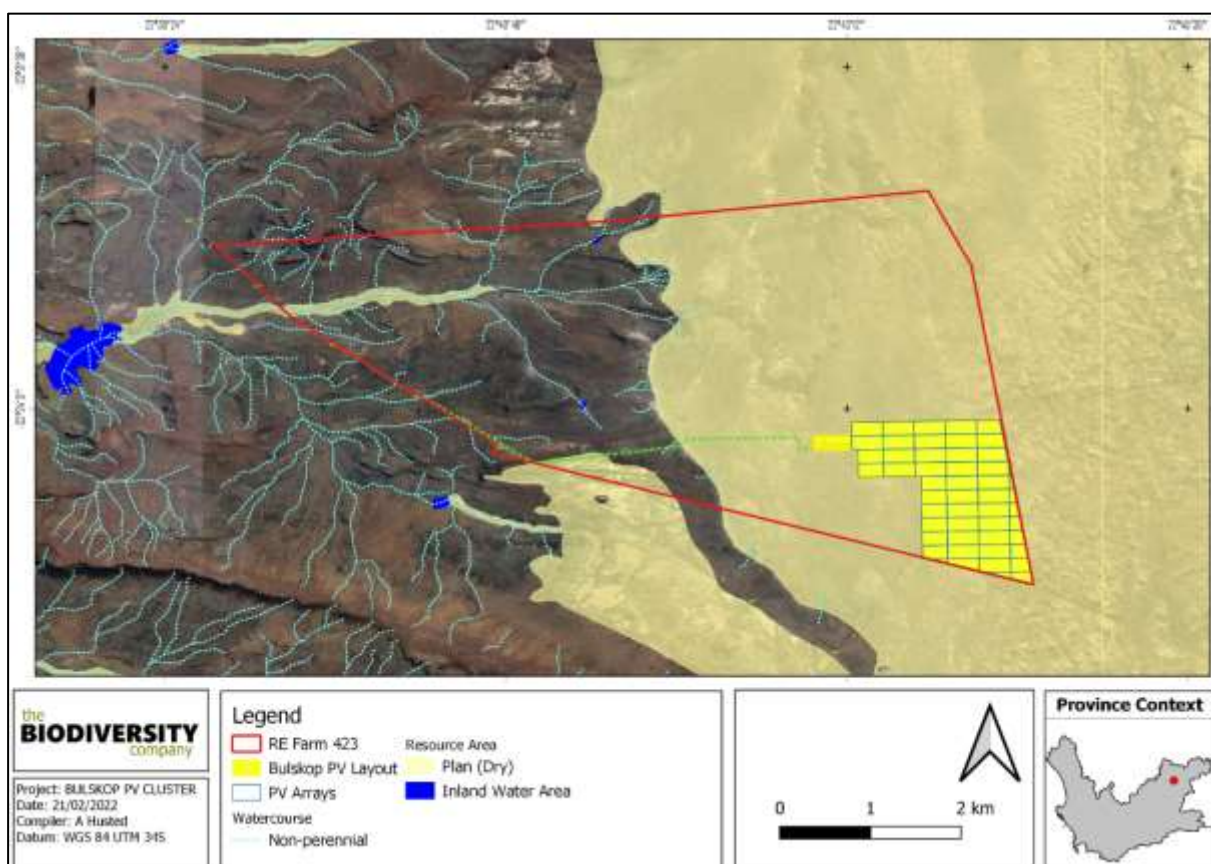 the
BIODIVERSITY
company
Project: BULSKOP PV CLUSTER
Date: 21/02/2022
Compiler: A Husted
Datum: WGS 84 UTM 34S
Legend
RE Farm 423
Bulskop PV Layout
PV Arrays
Watercourse
Non-perennial
Resource Area
Plan (Dry)
Inland Water Area
0 1 2 km
Province Context